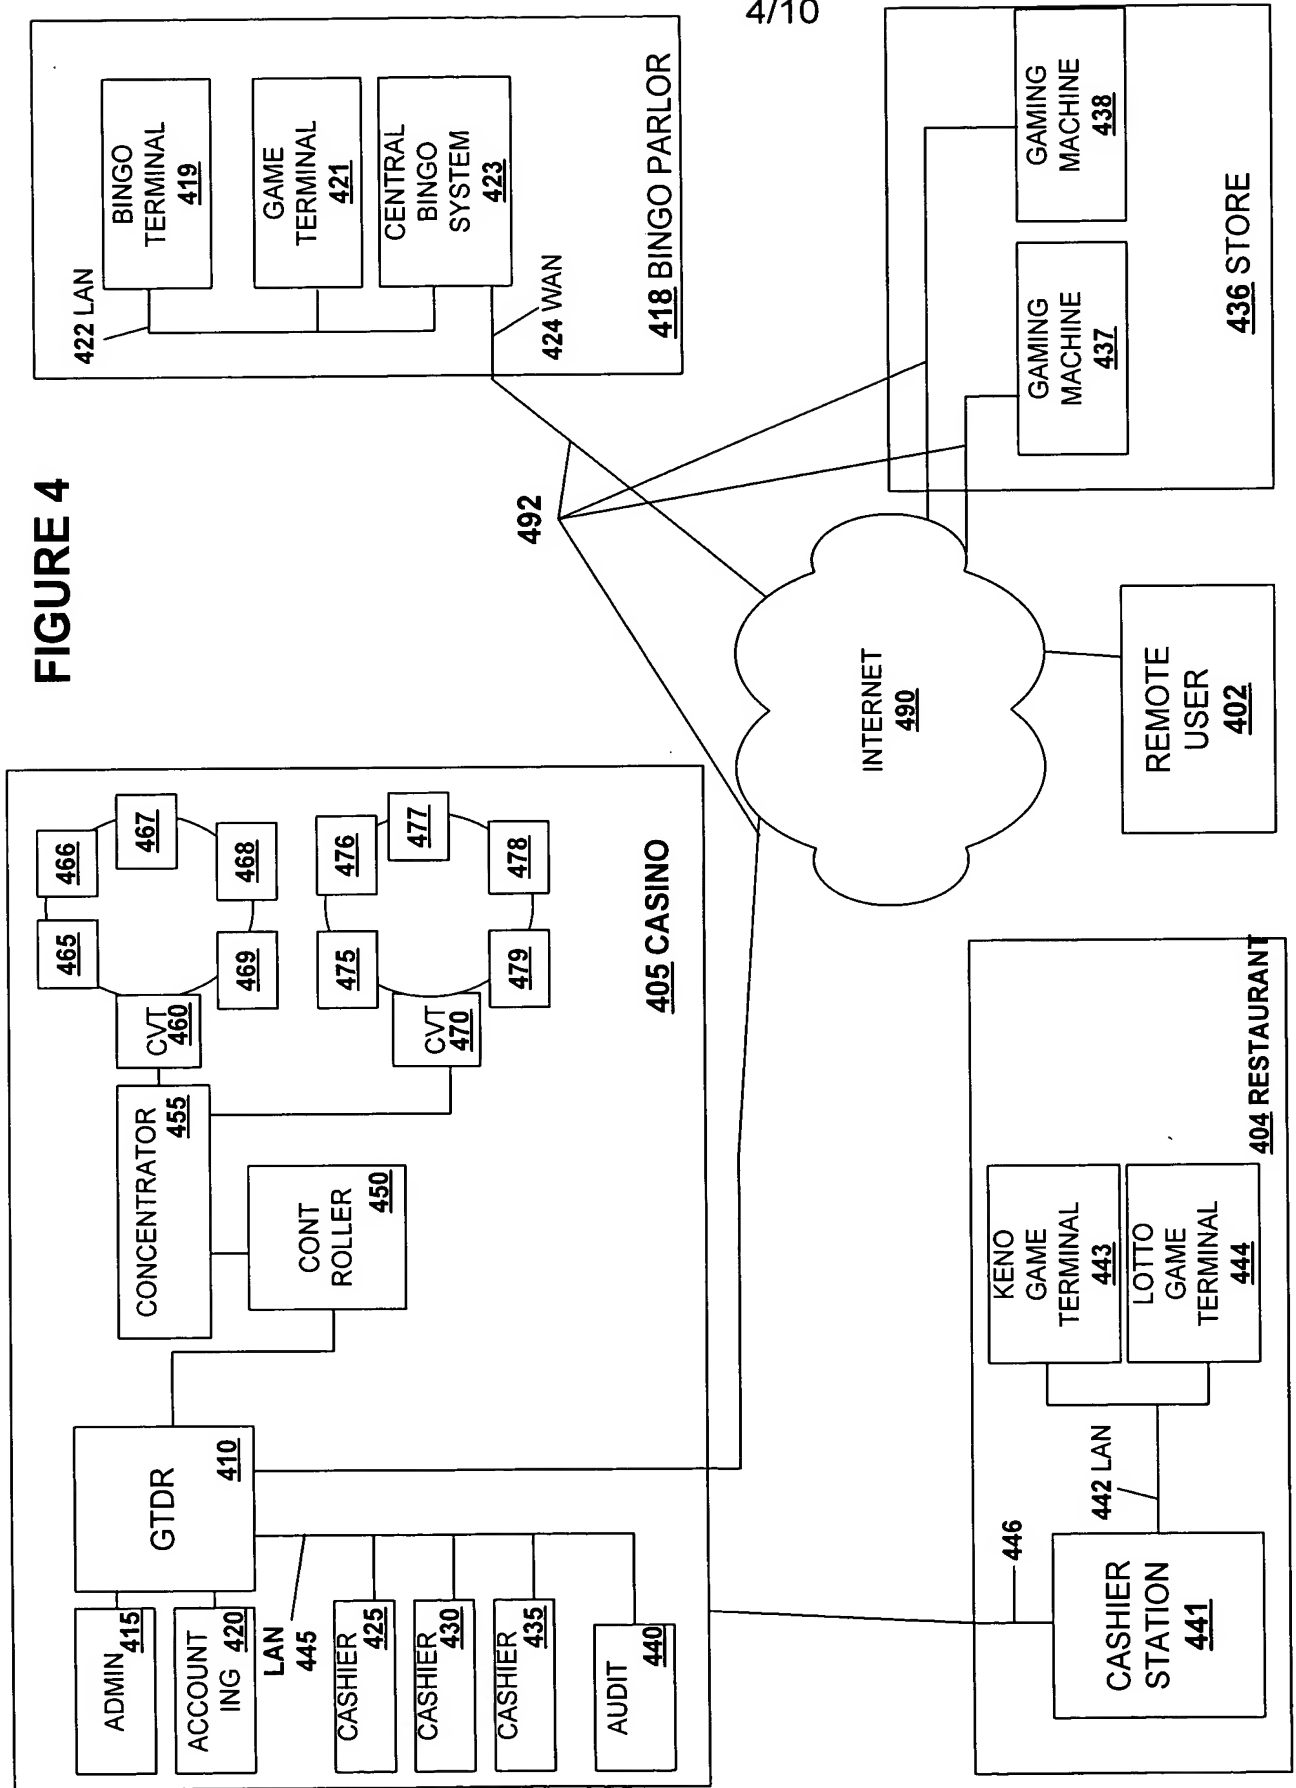 4/10
FIGURE 4
ADMIN
415
ACCOUNT
ING
420
GTDR
410
LAN
445
CASHIER
425
CASHIER
430
CASHIER
435
AUDIT
440
CONCENTRATOR
455
CONT
ROLLER
450
CVT
460
465
466
467
468
469
CVT
470
475
476
477
478
479
405 CASINO
422 LAN
BINGO
TERMINAL
419
GAME
TERMINAL
421
CENTRAL
BINGO
SYSTEM
423
424 WAN
418 BINGO PARLOR
492
INTERNET
490
446
CASHIER
STATION
441
442 LAN
KENO
GAME
TERMINAL
443
LOTTO
GAME
TERMINAL
444
404 RESTAURANT
REMOTE
USER
402
GAMING
MACHINE
437
GAMING
MACHINE
438
436 STORE